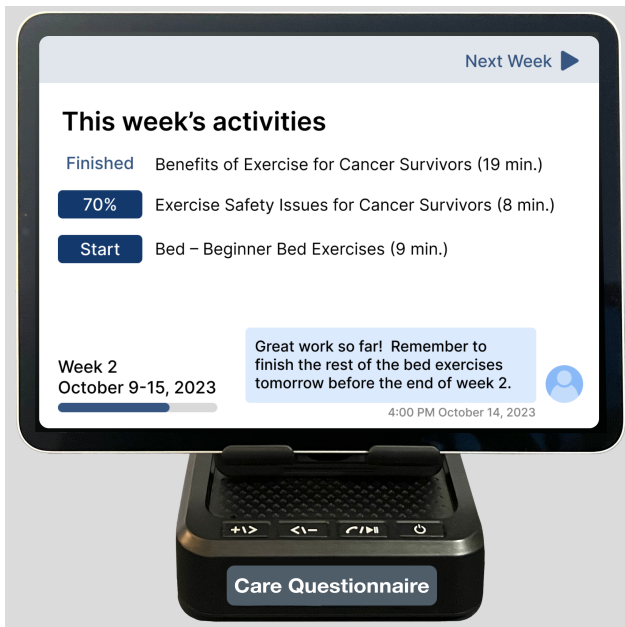 Next Week
This week's activities
Finished Benefits of Exercise for Cancer Survivors (19 min.)
70% Exercise Safety Issues for Cancer Survivors (8 min.)
Start Bed – Beginner Bed Exercises (9 min.)
Great work so far! Remember to
finish the rest of the bed exercises
tomorrow before the end of week 2.
4:00 PM October 14, 2023
Week 2
October 9-15, 2023
Care Questionnaire